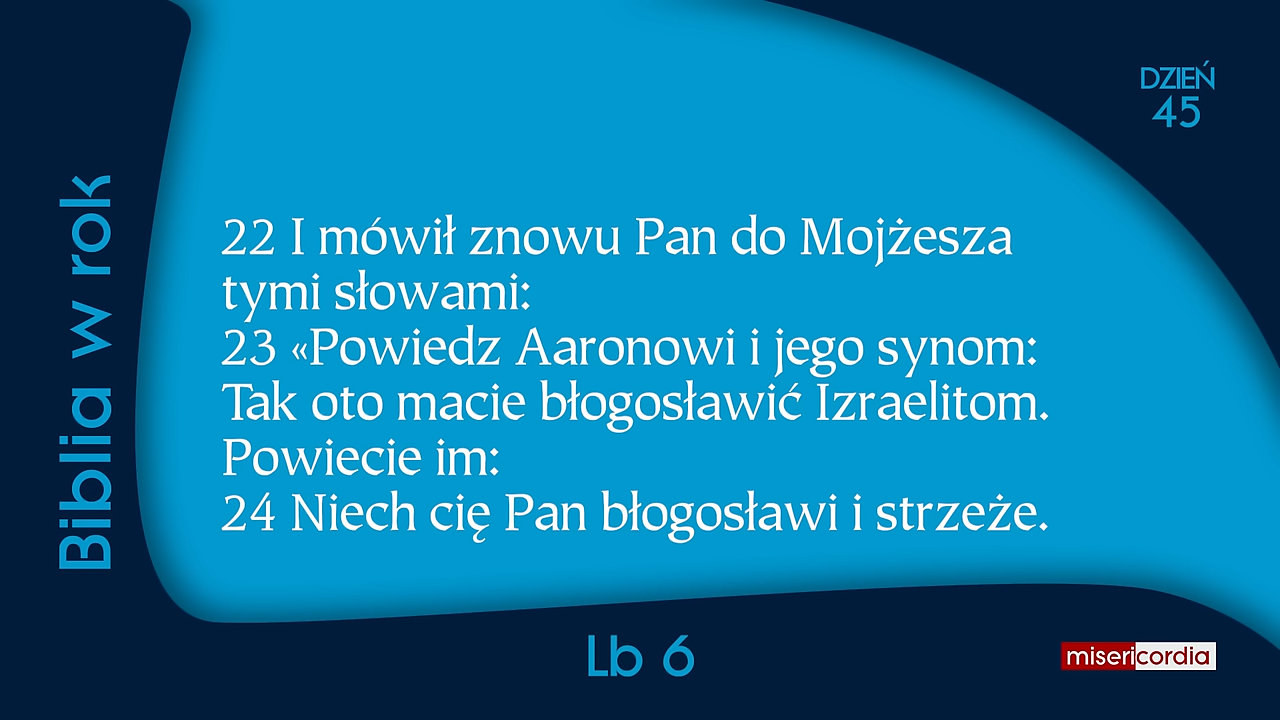 Biblia w rok
DZIEŃ
45
22 I mówił znowu Pan do Mojżesza
tymi słowami:
23 «Powiedz Aaronowi i jego synom:
Tak oto macie błogosławić Izraelitom.
Powiecie im:
24 Niech cię Pan błogosławi i strzeże.
Lb 6
misericordia